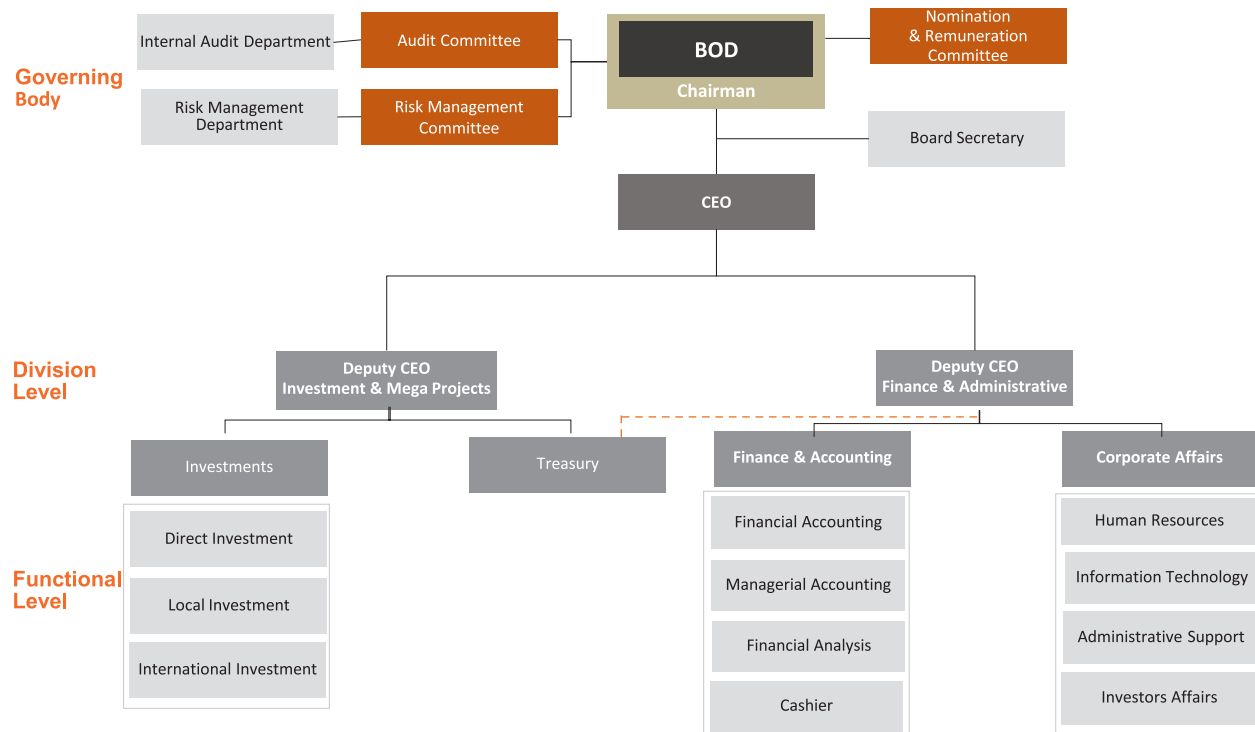 Governing
Body
Internal Audit Department
Audit Committee
BOD
Chairman
Nomination
& Remuneration
Committee
Risk Management
Department
Risk Management
Committee
Board Secretary
CEO
Division
Level
Deputy CEO
Investment & Mega Projects
Deputy CEO
Finance & Administrative
Investments
Treasury
Finance & Accounting
Corporate Affairs
Functional
Level
Direct Investment
Local Investment
International Investment
Financial Accounting
Managerial Accounting
Financial Analysis
Cashier
Human Resources
Information Technology
Administrative Support
Investors Affairs